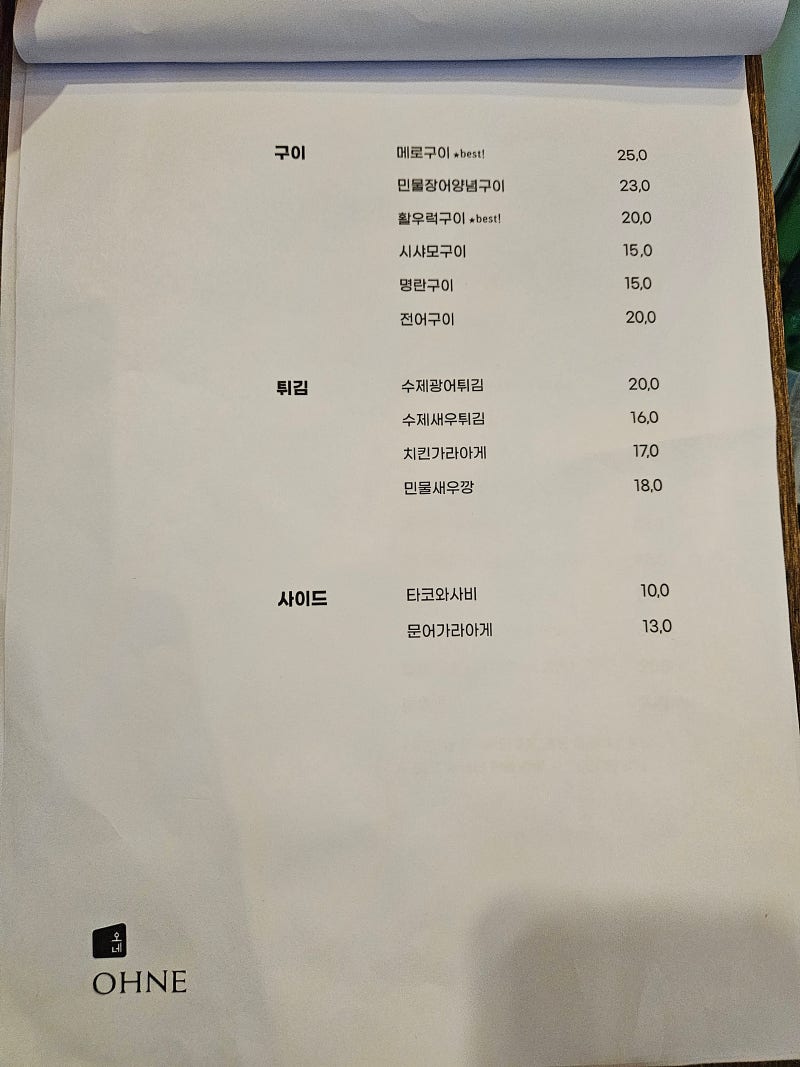 구이
메로구이 ★best! 25,0
민물장어양념구이 23,0
활우럭구이 ★best! 20,0
시샤모구이 15,0
명란구이 15,0
전어구이 20,0
튀김
수제광어튀김 20,0
수제새우튀김 16,0
치킨가라아게 17,0
민물새우깡 18,0
사이드
타코와사비 10,0
문어가라아게 13,0
오네
OHNE